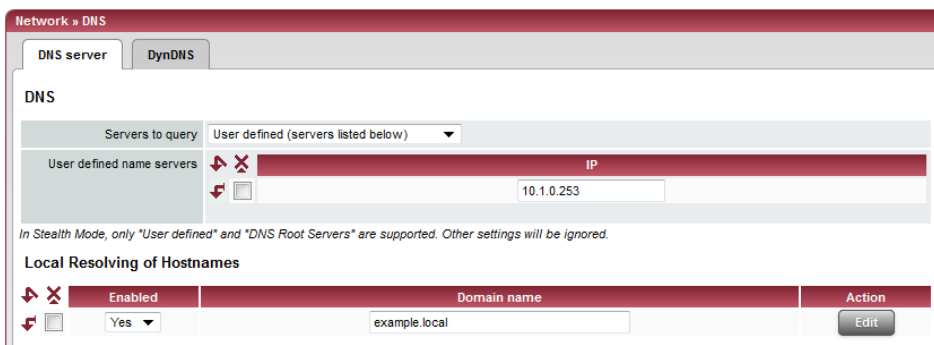 Network » DNS
DNS server DynDNS
DNS
Servers to query User defined (servers listed below)
User defined name servers IP
10.1.0.253
In Stealth Mode, only "User defined" and "DNS Root Servers" are supported. Other settings will be ignored.
Local Resolving of Hostnames
Enabled Domain name Action
Yes example.local Edit